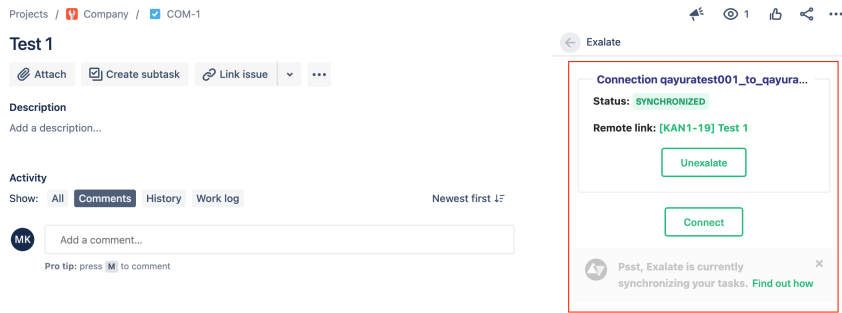 Projects / Company / COM-1
1
Test 1
Attach Create subtask Link issue
Description
Add a description...
Activity
Show: All Comments History Work log Newest first
MK Add a comment...
Pro tip: press M to comment
Exalate
Connection qayuratest001_to_qayura...
Status: SYNCHRONIZED
Remote link: [KAN1-19] Test 1
Unexalate
Connect
Psst, Exalate is currently
synchronizing your tasks. Find out how